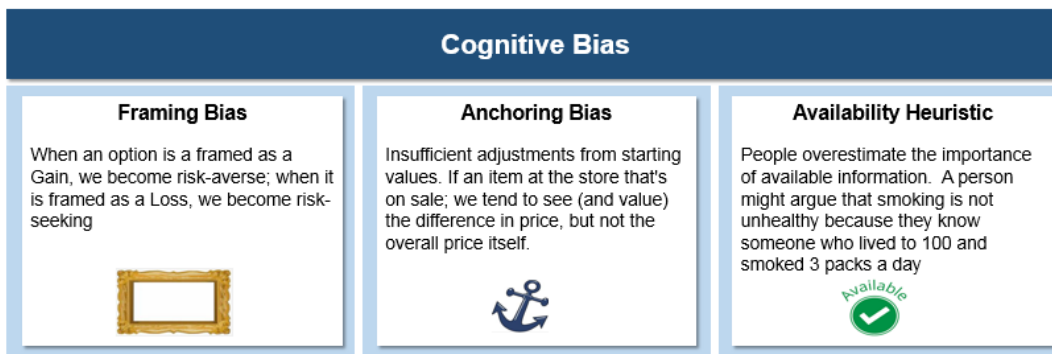 Cognitive Bias
Framing Bias
When an option is a framed as a
Gain, we become risk-averse; when it
is framed as a Loss, we become risk-
seeking
Anchoring Bias
Insufficient adjustments from starting
values. If an item at the store that's
on sale; we tend to see (and value)
the difference in price, but not the
overall price itself.
Availability Heuristic
People overestimate the importance
of available information.  A person
might argue that smoking is not
unhealthy because they know
someone who lived to 100 and
smoked 3 packs a day
Available